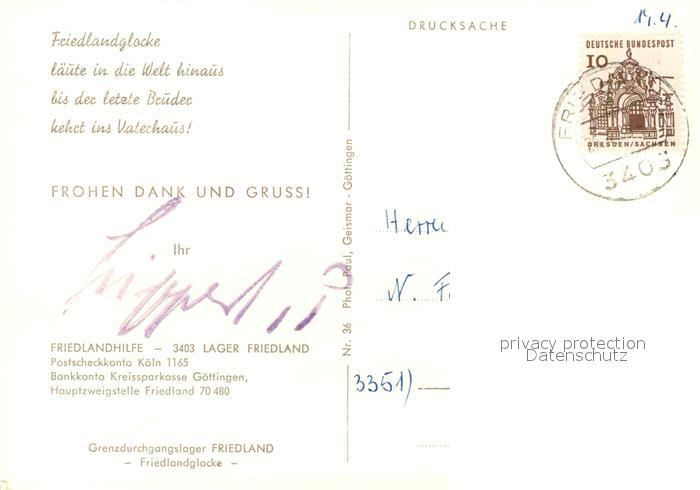 Friedlandglocke
läute in die Welt hinaus
bis der letzte Bruder
kehrt ins Vaterhaus!
FROHEN DANK UND GRUSS!
Ihr
FRIEDLANDHILFE – 3403 LAGER FRIEDLAND
Postscheckkonto Köln 1165
Bankkonto Kreissparkasse Göttingen,
Hauptzweigstelle Friedland 70 480
Grenzdurchgangslager FRIEDLAND
– Friedlandglocke –
Nr. 36 Photo Paul, Geismar - Göttingen
DRUCKSACHE
14.4.
DEUTSCHE BUNDESPOST
10
DRESDEN/SACHSEN
3403
Herrn
N.
3351)
privacy protection
Datenschutz